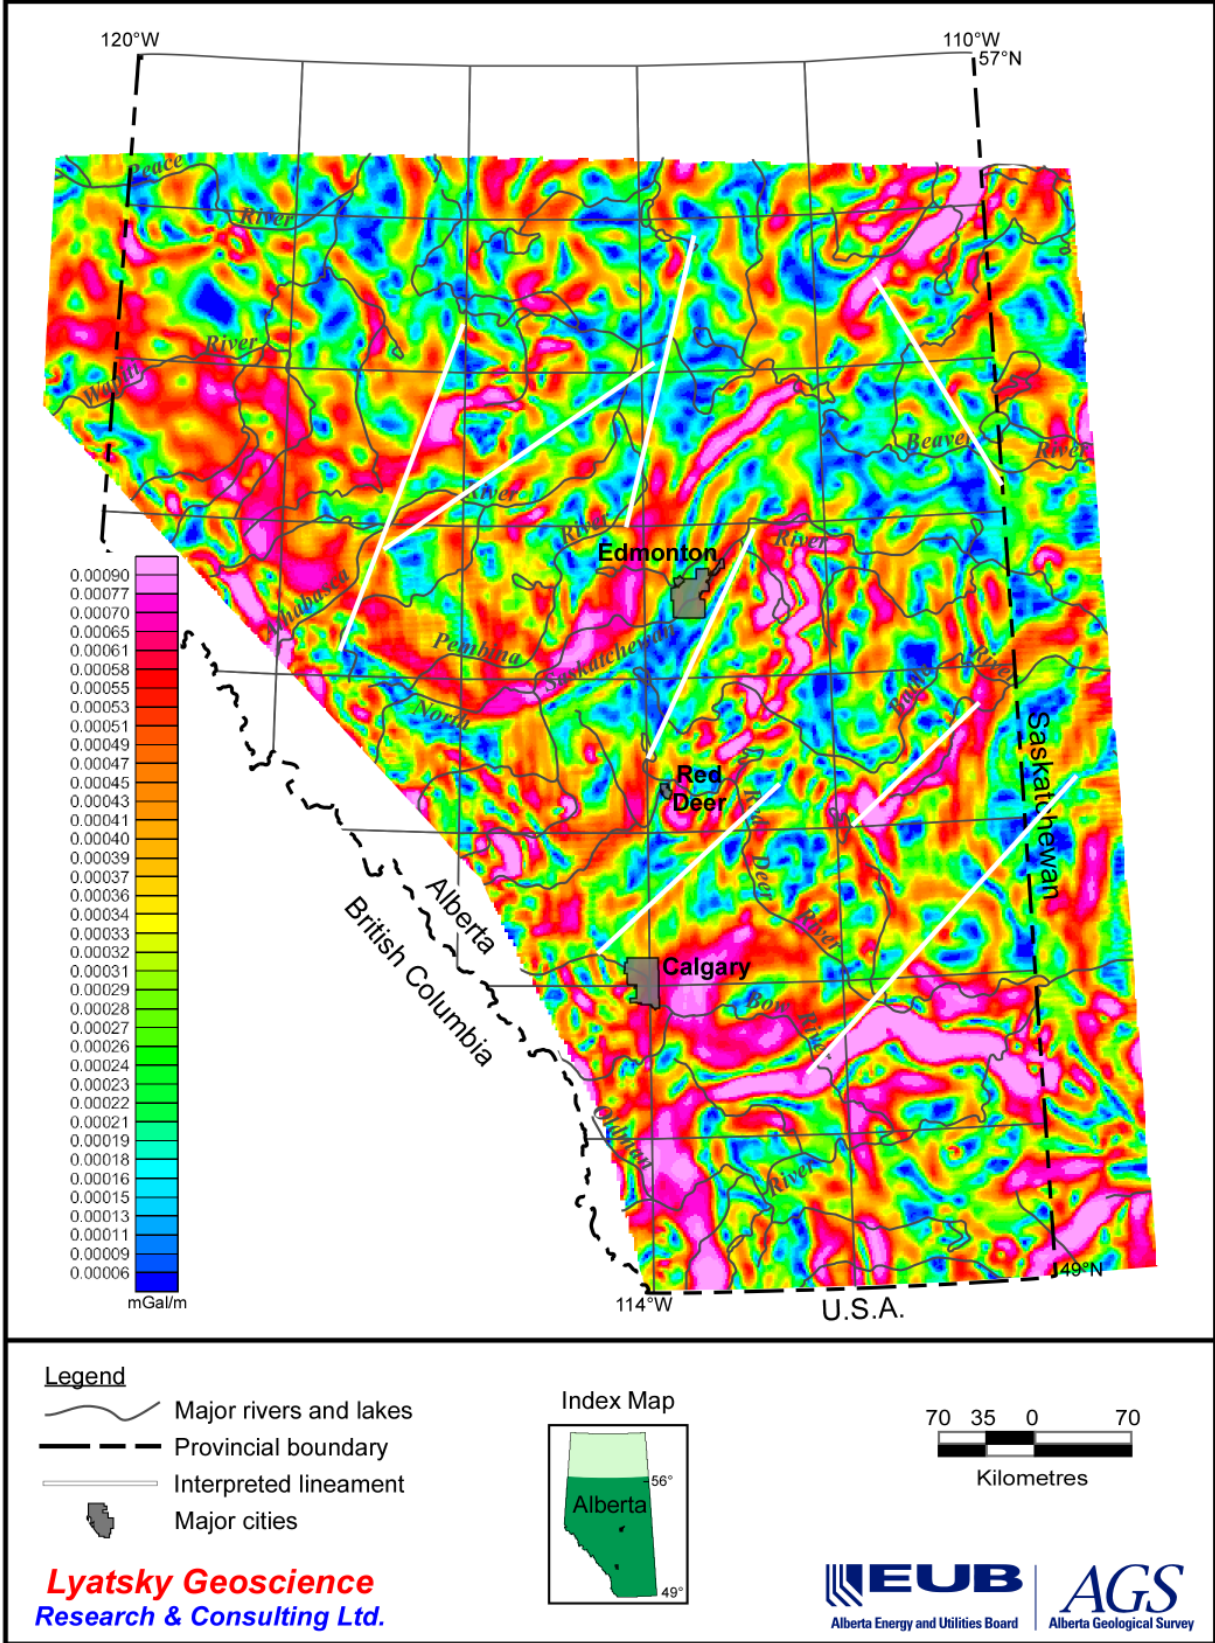 120°W
110°W
57°N
Peace
River
River
Wapiti
Beaver
River
River
River
River
Edmonton
Athabasca
Pembina
Saskatchewan
North
Battle
River
Red
Deer
Red
Deer
River
Saskatchewan
Alberta
British Columbia
Calgary
Bow River
Oldman
River
0.00090
0.00077
0.00070
0.00065
0.00061
0.00058
0.00055
0.00053
0.00051
0.00049
0.00047
0.00045
0.00043
0.00041
0.00040
0.00039
0.00037
0.00036
0.00034
0.00033
0.00032
0.00031
0.00029
0.00028
0.00027
0.00026
0.00024
0.00023
0.00022
0.00021
0.00019
0.00018
0.00016
0.00015
0.00013
0.00011
0.00009
0.00006
mGal/m
114°W
U.S.A.
49°N
Legend
Major rivers and lakes
Provincial boundary
Interpreted lineament
Major cities
Index Map
56°
Alberta
49°
70 35 0 70
Kilometres
Lyatsky Geoscience
Research & Consulting Ltd.
EUB
Alberta Energy and Utilities Board
AGS
Alberta Geological Survey